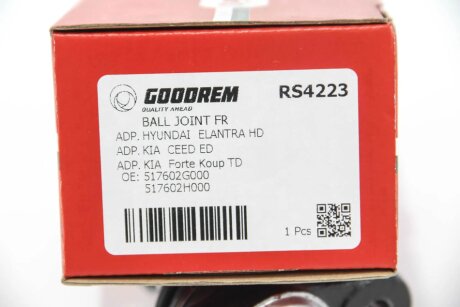 GOODREM RS4223
QUALITY AHEAD
BALL JOINT FR
ADP. HYUNDAI ELANTRA HD
ADP. KIA CEED ED
ADP. KIA Forte Koup TD
OE: 517602G000
517602H000
1 Pcs